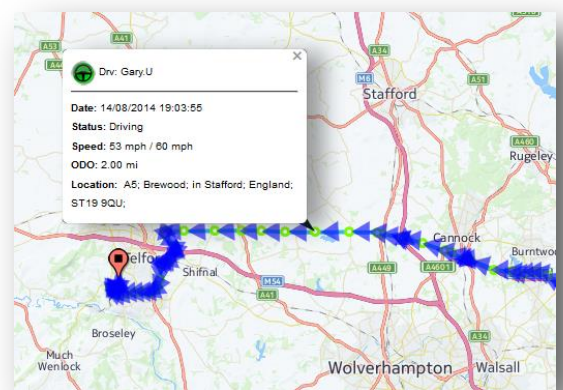 A41
A34
A53
A51
M6
Stafford
A460
Rugeley
Drv: Gary.U
Date: 14/08/2014 19:03:55
Status: Driving
Speed: 53 mph / 60 mph
ODO: 2.00 mi
Location: A5; Brewood; in Stafford; England;
ST19 9QU;
Cannock
Burntwo
Telfo
Shifnal
M54
A449
A4601
A41
A34
Broseley
Much
Wenlock
Wolverhampton
Walsall